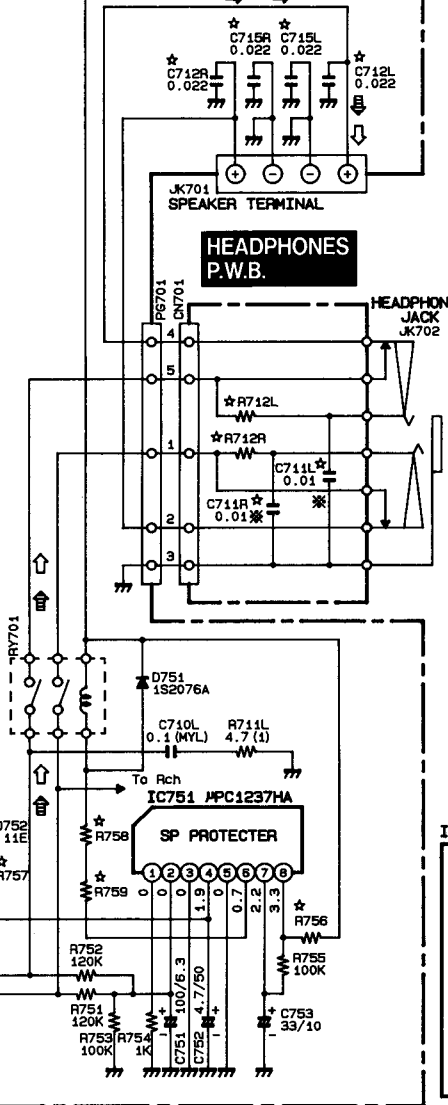 ☆
C715R
0.022
☆
C715L
0.022
☆
C712R
0.022
☆
C712L
0.022
+ − − +
JK701
SPEAKER TERMINAL
HEADPHONES
P.W.B.
PG701
CN701
HEADPHON
JACK
JK702
4
5
☆R712L
1
☆R712R
C711L☆
0.01
※
C711R☆
0.01※
2
3
RY701
D751
1S2076A
C710L
0.1(MYL)
R711L
4.7(1)
To Rch
IC751 µPC1237HA
SP PROTECTER
1 2 3 4 5 6 7 8
0 0 0 1.9 0 0.7 2.2 3.3
D752
11E
☆
R757
☆
R758
☆
R759
☆
R756
R755
100K
R752
120K
R751
120K
R753
100K
R754
1K
C751
100/6.3
C752
4.7/50
C753
33/10
+ − + − + −
I